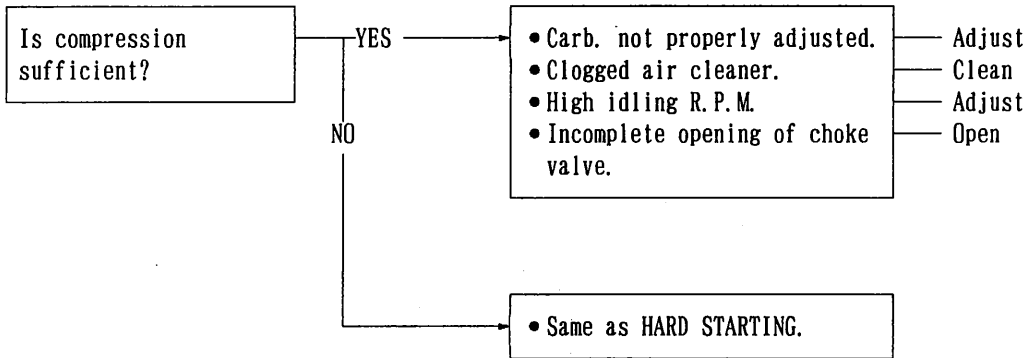 Is compression
sufficient?
YES
NO
• Carb. not properly adjusted.
• Clogged air cleaner.
• High idling R.P.M.
• Incomplete opening of choke
valve.
Adjust
Clean
Adjust
Open
• Same as HARD STARTING.